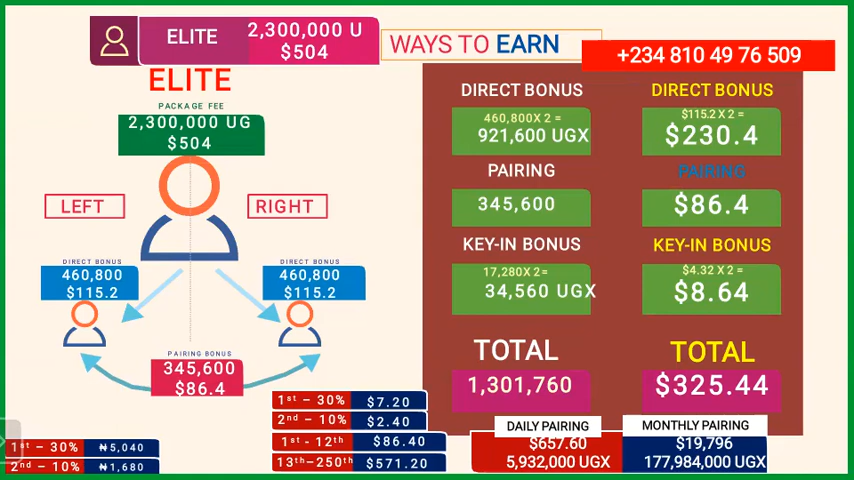 ELITE
2,300,000 U
$504
WAYS TO EARN
+234 810 49 76 509
ELITE
PACKAGE FEE
2,300,000 UG
$504
LEFT
RIGHT
DIRECT BONUS
460,800
$115.2
DIRECT BONUS
460,800
$115.2
PAIRING BONUS
345,600
$86.4
DIRECT BONUS
460,800X 2 =
921,600 UGX
PAIRING
345,600
KEY-IN BONUS
17,280X 2=
34,560 UGX
TOTAL
1,301,760
DIRECT BONUS
$115.2 X 2 =
$230.4
PAIRING
$86.4
KEY-IN BONUS
$4.32 X 2 =
$8.64
TOTAL
$325.44
1st – 30% ₦5,040
2nd – 10% ₦1,680
1st – 30% $7.20
2nd – 10% $2.40
1st - 12th $86.40
13th–250th $571.20
DAILY PAIRING
$657.60
5,932,000 UGX
MONTHLY PAIRING
$19,796
177,984,000 UGX